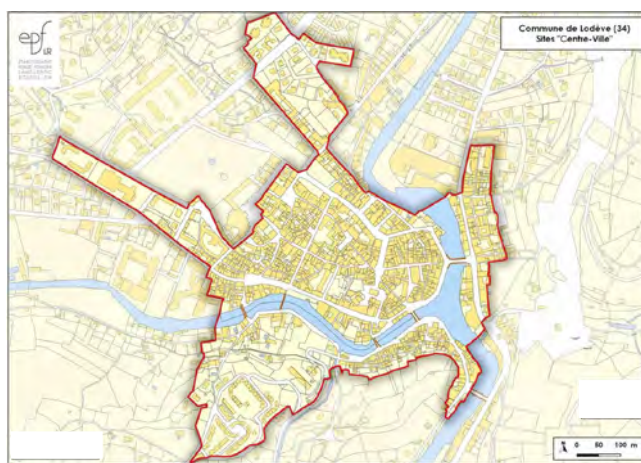 epf
LR
Commune de Lodève (34)
Sites "Centre-Ville"
0 50 100 m